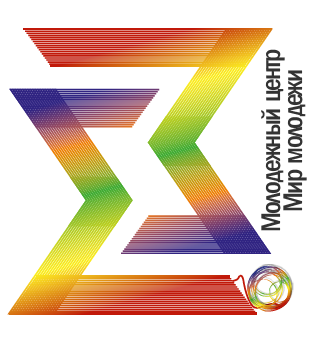 Молодежный центр
Мир молодежи